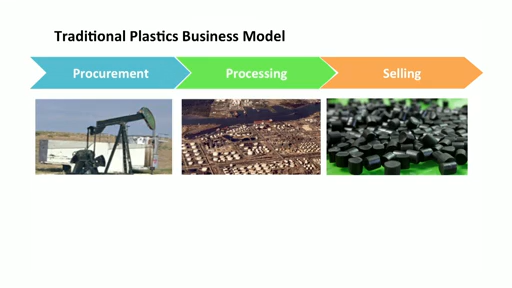 Traditional Plastics Business Model
Procurement
Processing
Selling